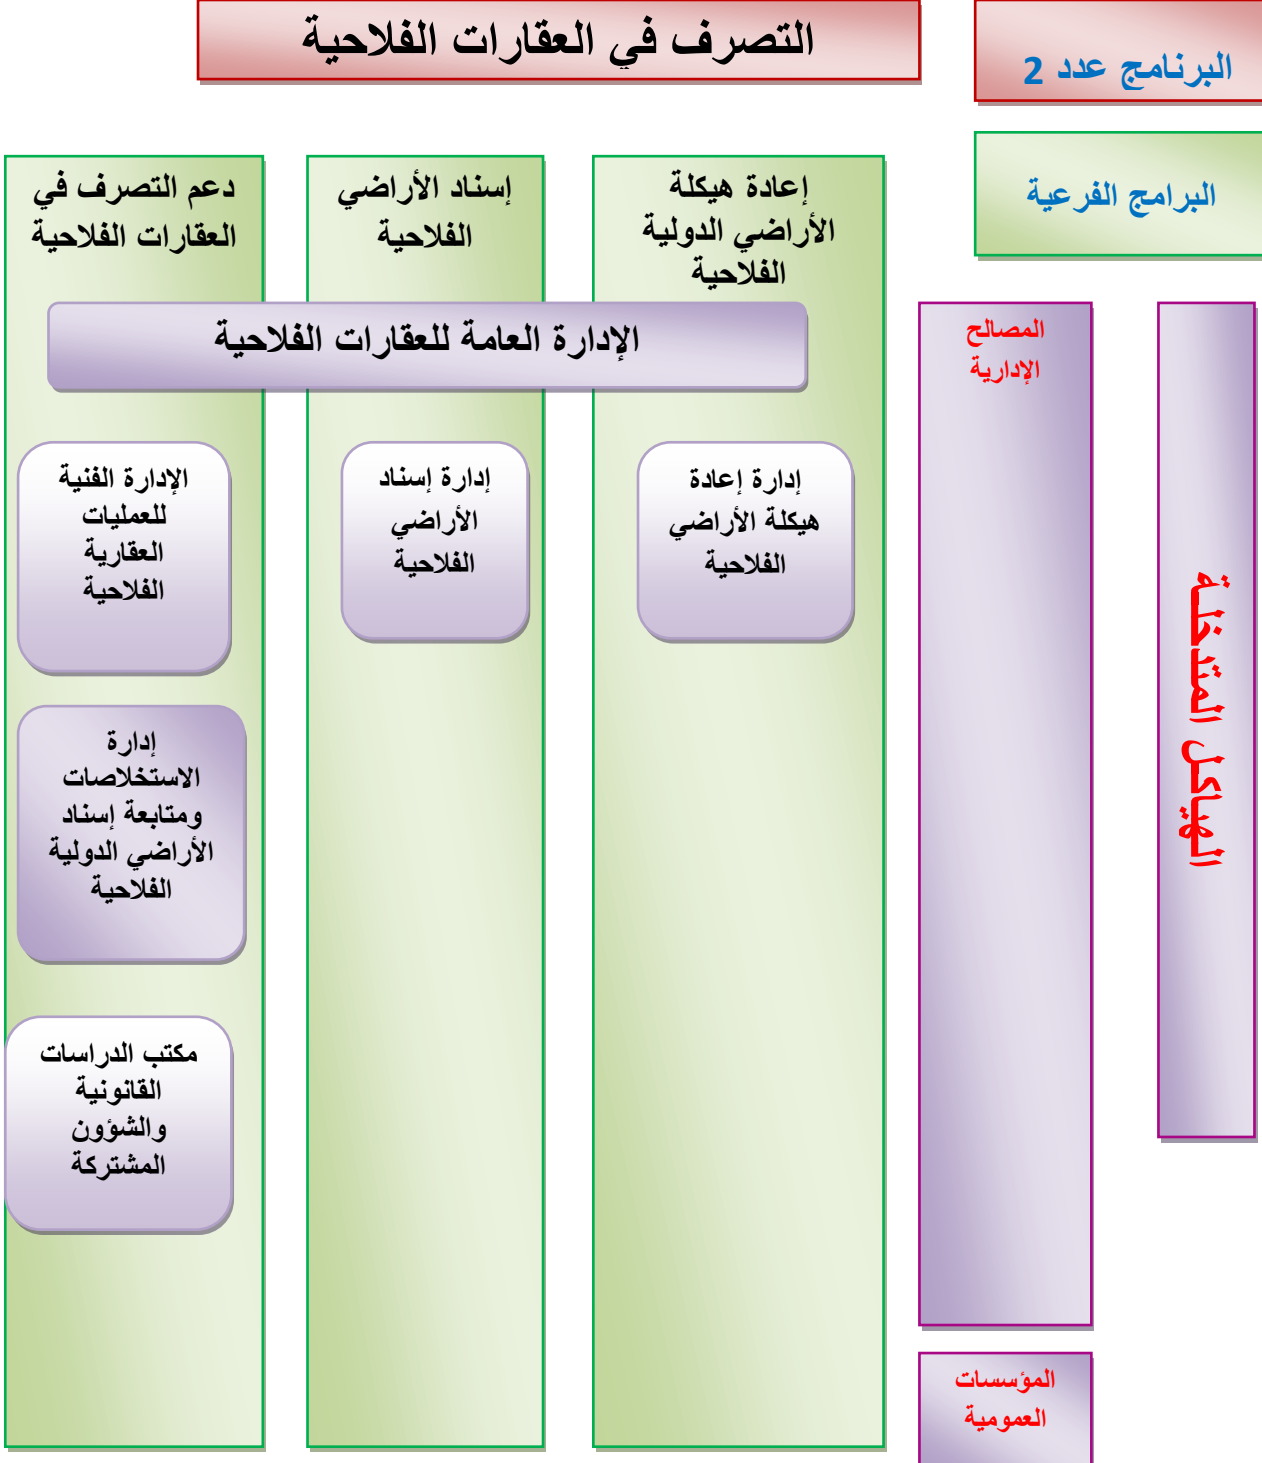 البرنامج عدد 2
التصرف في العقارات الفلاحية
البرامج الفرعية
إعادة هيكلة
الأراضي الدولية
الفلاحية
إسناد الأراضي
الفلاحية
دعم التصرف في
العقارات الفلاحية
الهياكل المتدخلة
المصالح
الإدارية
الإدارة العامة للعقارات الفلاحية
إدارة إعادة
هيكلة الأراضي
الفلاحية
إدارة إسناد
الأراضي
الفلاحية
الإدارة الفنية
للعمليات
العقارية
الفلاحية
إدارة
الاستخلاصات
ومتابعة إسناد
الأراضي الدولية
الفلاحية
مكتب الدراسات
القانونية
والشؤون
المشتركة
المؤسسات
العمومية